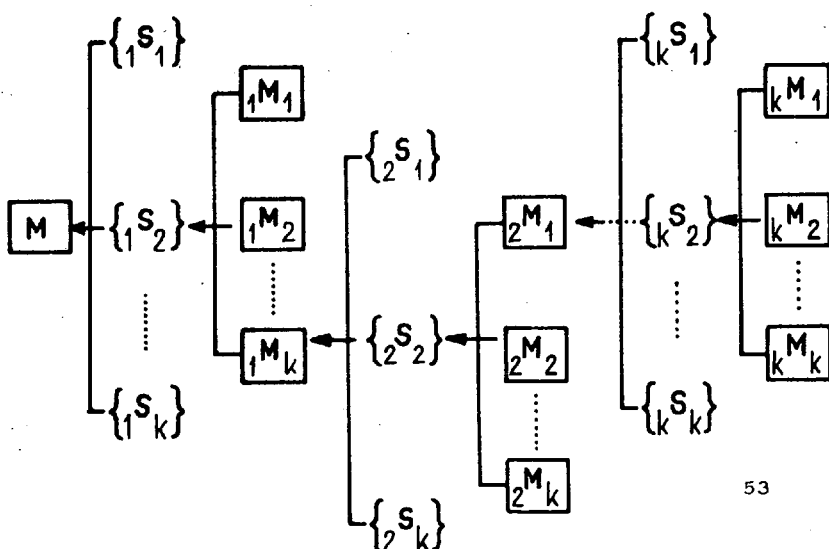 {₁S₁} {ₖS₁}
₁M₁ ₖM₁
{₂S₁}
M {₁S₂} ₁M₂ ₂M₁ {ₖS₂} ₖM₂
₁Mₖ {₂S₂} ₂M₂ ₖMₖ
{₁Sₖ} {ₖSₖ}
₂Mₖ 53
{₂Sₖ}